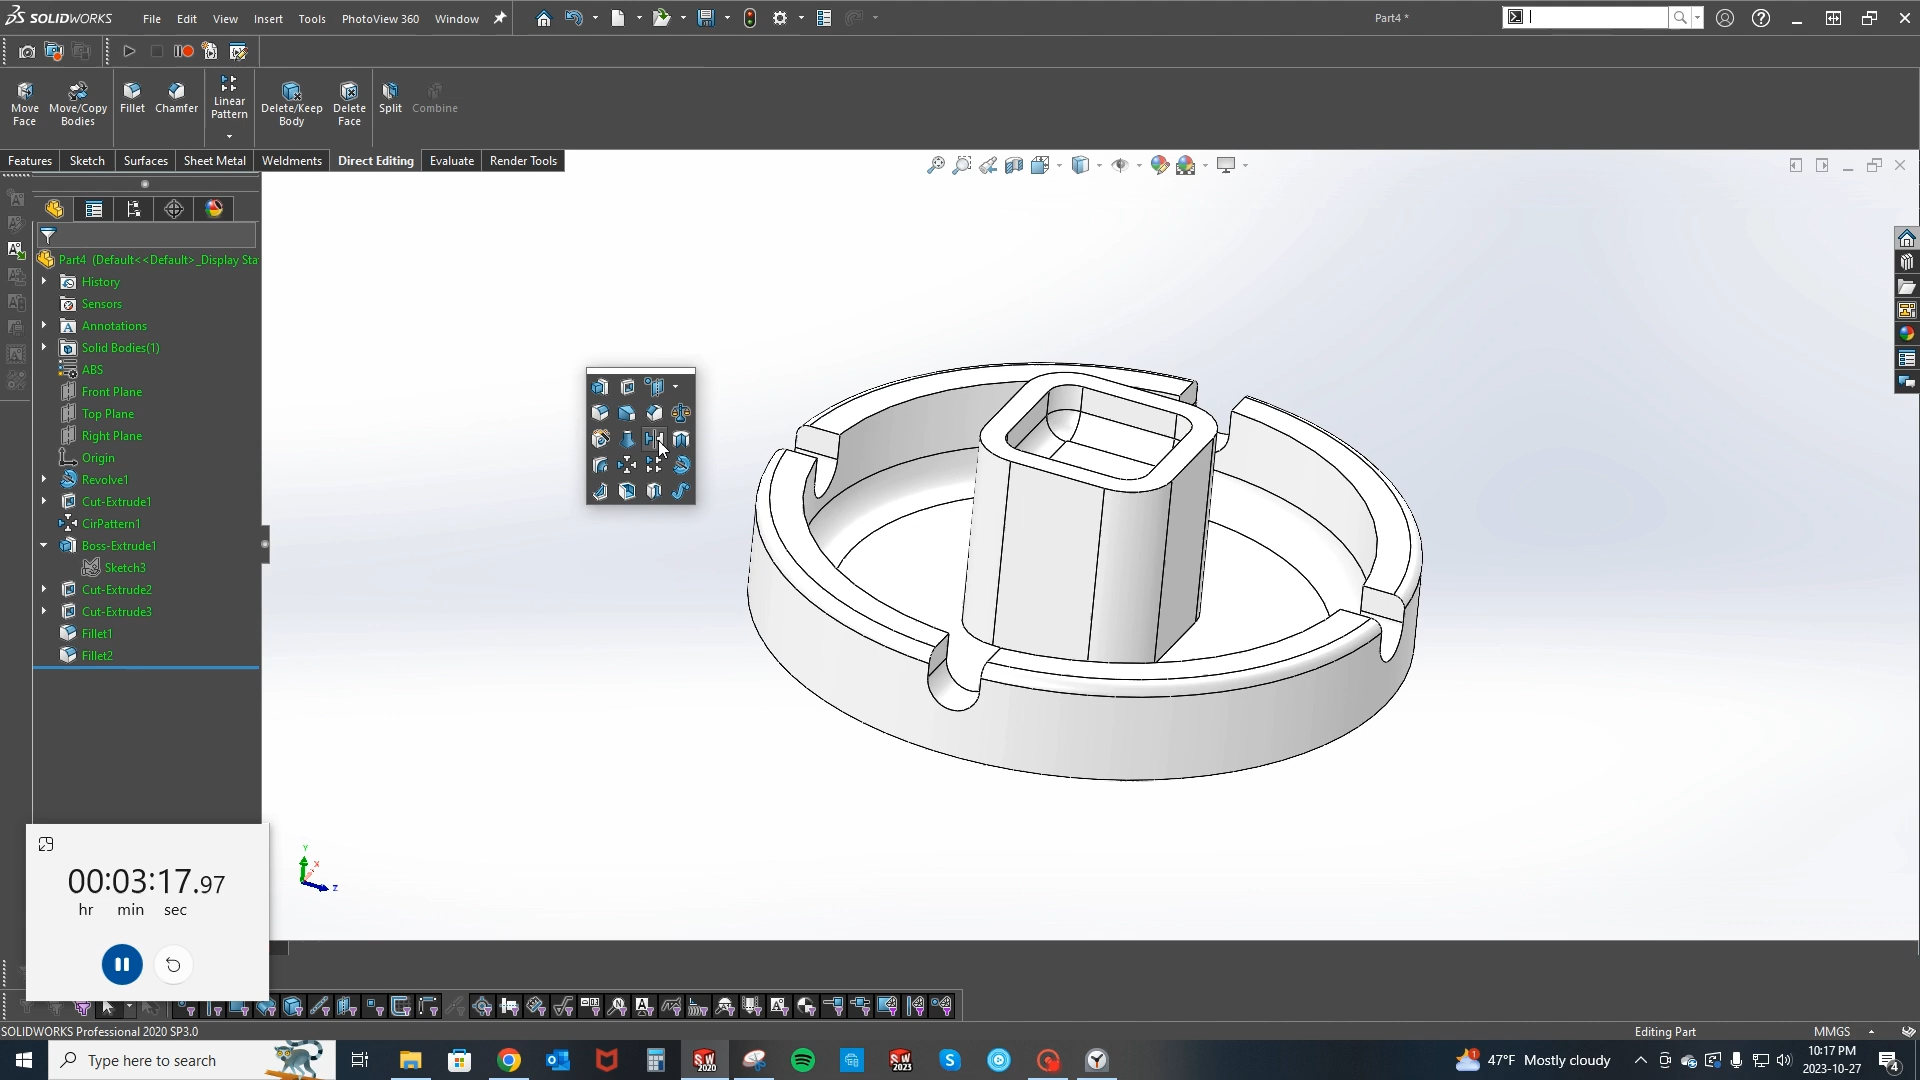 SOLIDWORKS File Edit View Insert Tools PhotoView 360 Window Part4 *
Move Face Move/Copy Bodies Fillet Chamfer Linear Pattern Delete/Keep Body Delete Face Split Combine
Features Sketch Surfaces Sheet Metal Weldments Direct Editing Evaluate Render Tools
Part4 (Default<<Default>_Display Sta
History
Sensors
Annotations
Solid Bodies(1)
ABS
Front Plane
Top Plane
Right Plane
Origin
Revolve1
Cut-Extrude1
CirPattern1
Boss-Extrude1
Sketch3
Cut-Extrude2
Cut-Extrude3
Fillet1
Fillet2
Y
X
Z
00:03:17.97
hr min sec
SOLIDWORKS Professional 2020 SP3.0 Editing Part MMGS
Type here to search 47°F Mostly cloudy 10:17 PM
2023-10-27